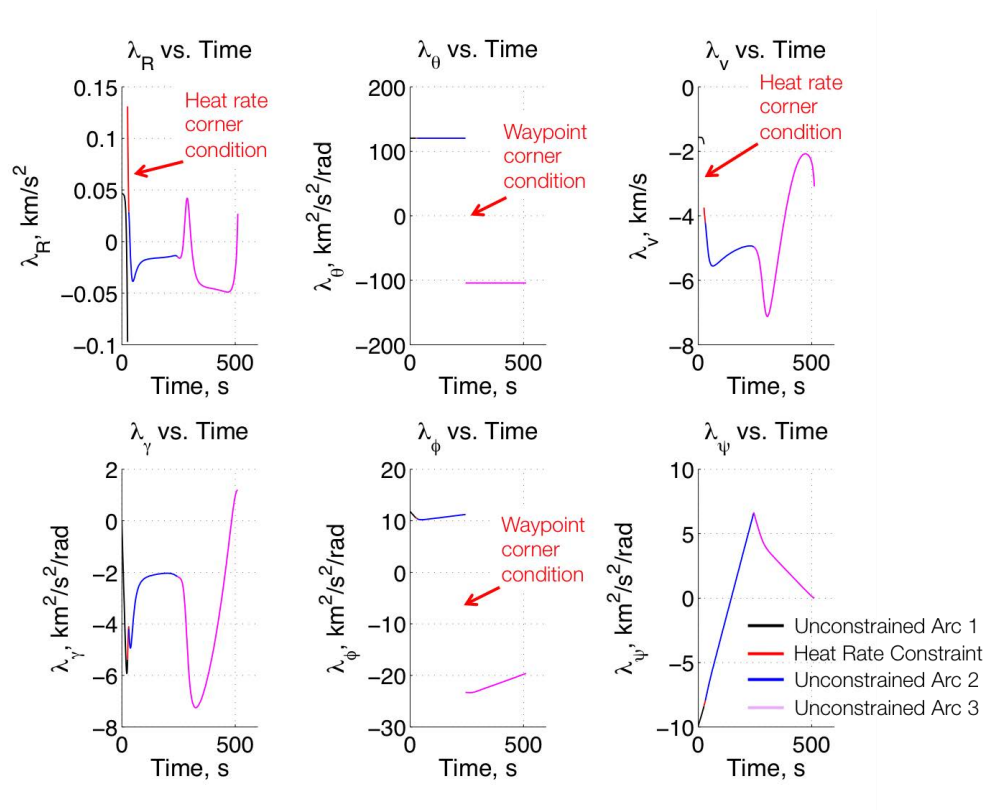 λR vs. Time
0.15
0.1
0.05
0
−0.05
−0.1
0
500
λR, km/s²
Time, s
Heat rate
corner
condition
λθ vs. Time
200
100
0
−100
−200
0
500
λθ, km²/s²/rad
Time, s
Waypoint
corner
condition
λv vs. Time
0
−2
−4
−6
−8
0
500
λv, km/s
Time, s
Heat rate
corner
condition
λγ vs. Time
2
0
−2
−4
−6
−8
0
500
λγ, km²/s²/rad
Time, s
λϕ vs. Time
20
10
0
−10
−20
−30
0
500
λϕ, km²/s²/rad
Time, s
Waypoint
corner
condition
λψ vs. Time
10
5
0
−5
−10
0
500
λψ, km²/s²/rad
Time, s
Unconstrained Arc 1
Heat Rate Constraint
Unconstrained Arc 2
Unconstrained Arc 3